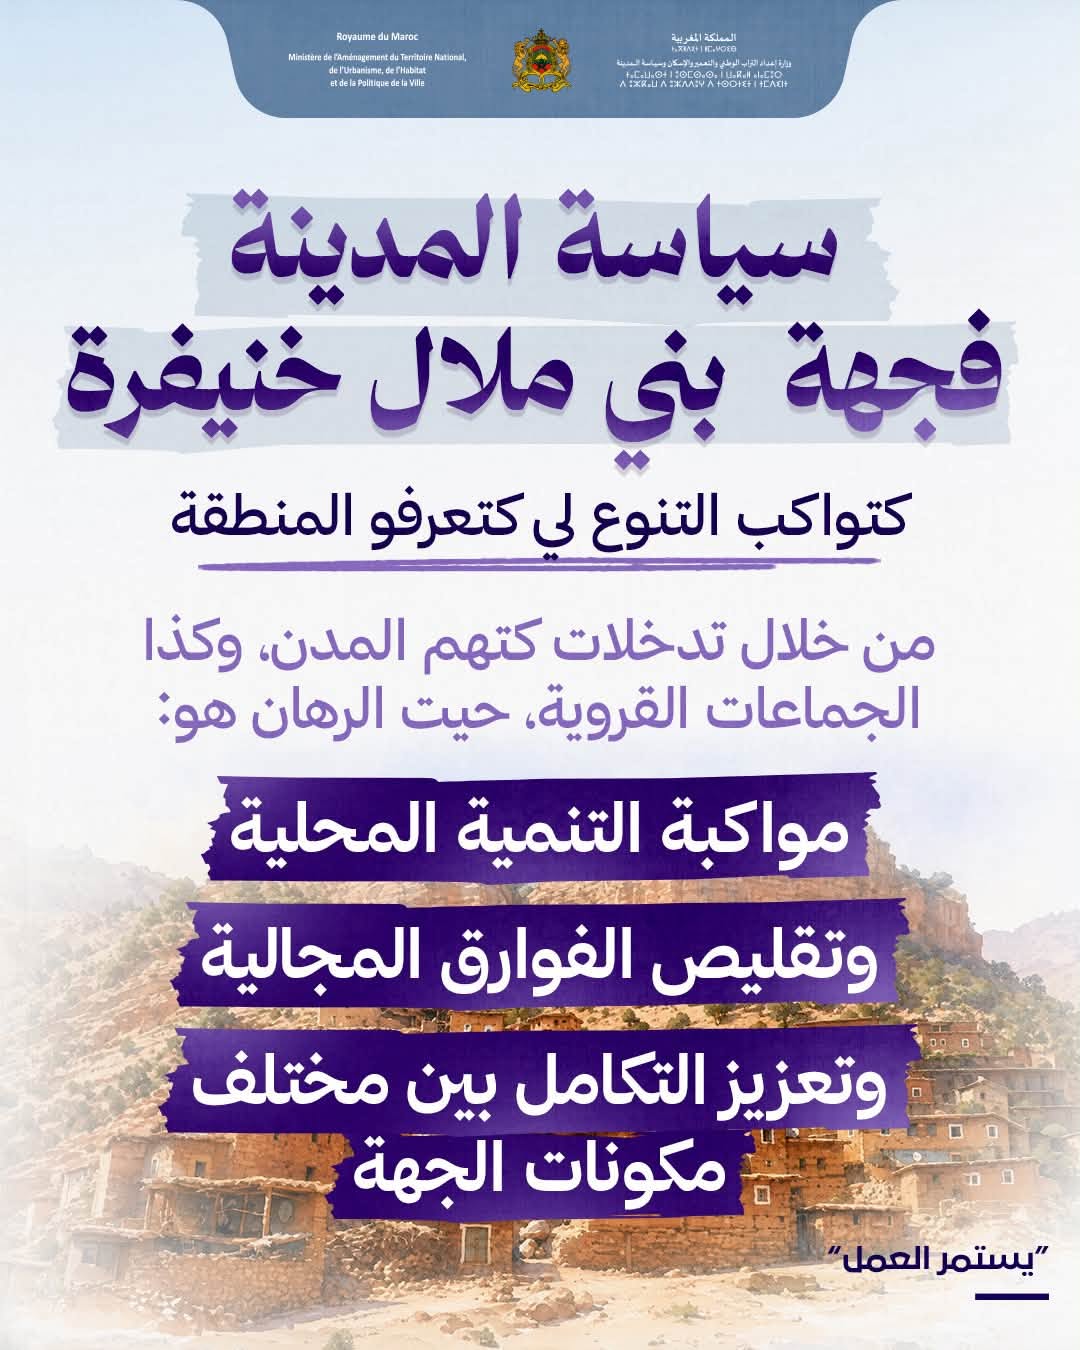 Royaume du Maroc
Ministère de l'Aménagement du Territoire National,
de l'Urbanisme, de l'Habitat
et de la Politique de la Ville
المملكة المغربية
ⵜⴰⴳⵍⴷⵉⵜ ⵏ ⵍⵎⵖⵔⵉⴱ
وزارة إعداد التراب الوطني والتعمير والإسكان وسياسة المدينة
سياسة المدينة
فجهة بني ملال خنيفرة
كتواكب التنوع لي كتعرفو المنطقة
من خلال تدخلات كتهم المدن، وكذا
الجماعات القروية، حيت الرهان هو:
مواكبة التنمية المحلية
وتقليص الفوارق المجالية
وتعزيز التكامل بين مختلف
مكونات الجهة
"يستمر العمل"